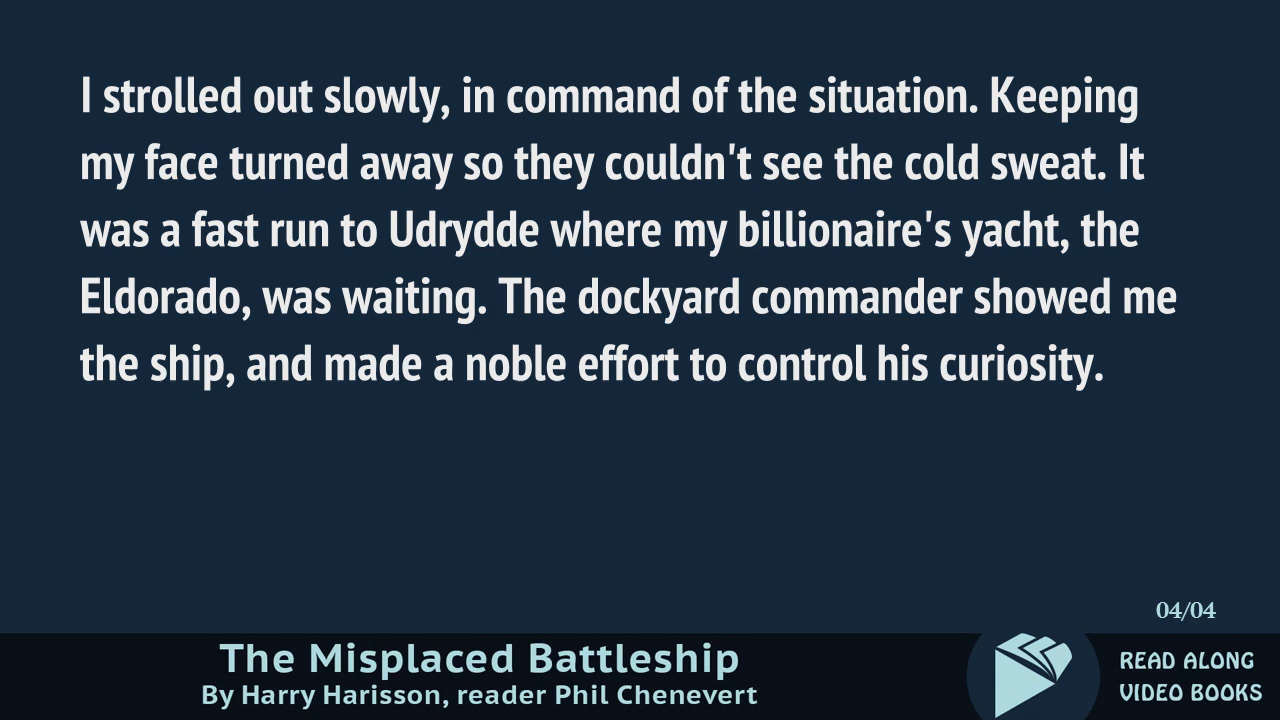 I strolled out slowly, in command of the situation. Keeping
my face turned away so they couldn't see the cold sweat. It
was a fast run to Udrydde where my billionaire's yacht, the
Eldorado, was waiting. The dockyard commander showed me
the ship, and made a noble effort to control his curiosity.
04/04
The Misplaced Battleship
By Harry Harisson, reader Phil Chenevert
READ ALONG
VIDEO BOOKS